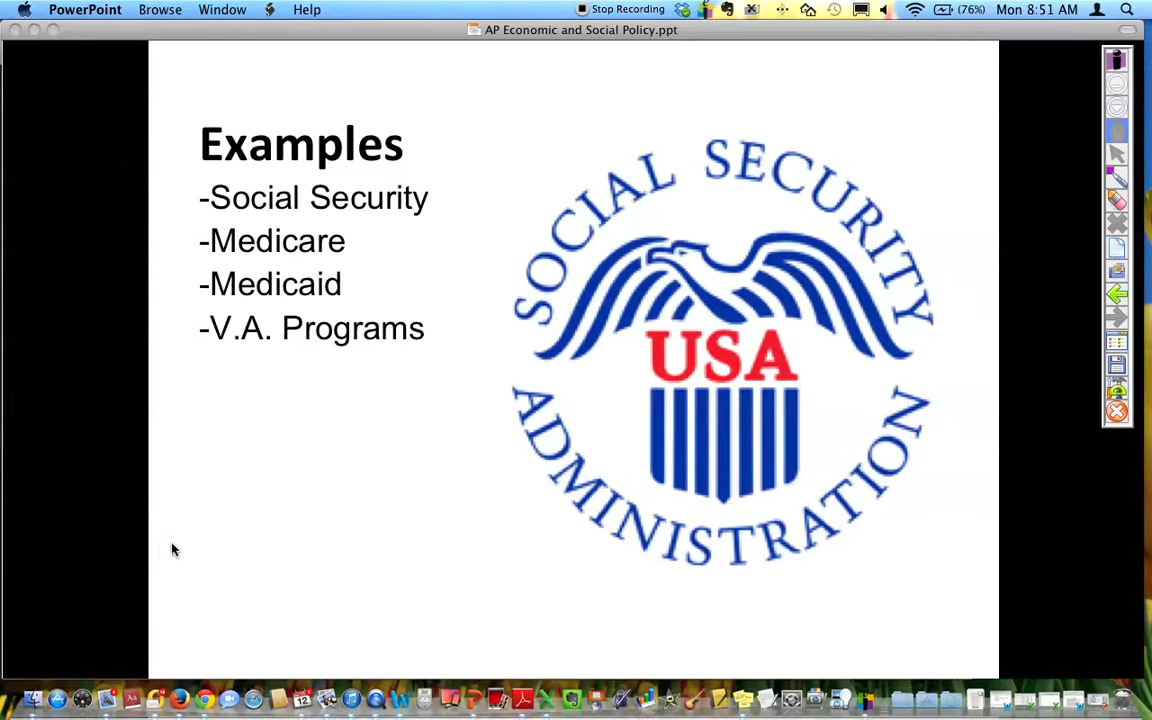 PowerPoint Browse Window Help Stop Recording (76%) Mon 8:51 AM
AP Economic and Social Policy.ppt
Examples
-Social Security
-Medicare
-Medicaid
-V.A. Programs
SOCIAL SECURITY
USA
ADMINISTRATION